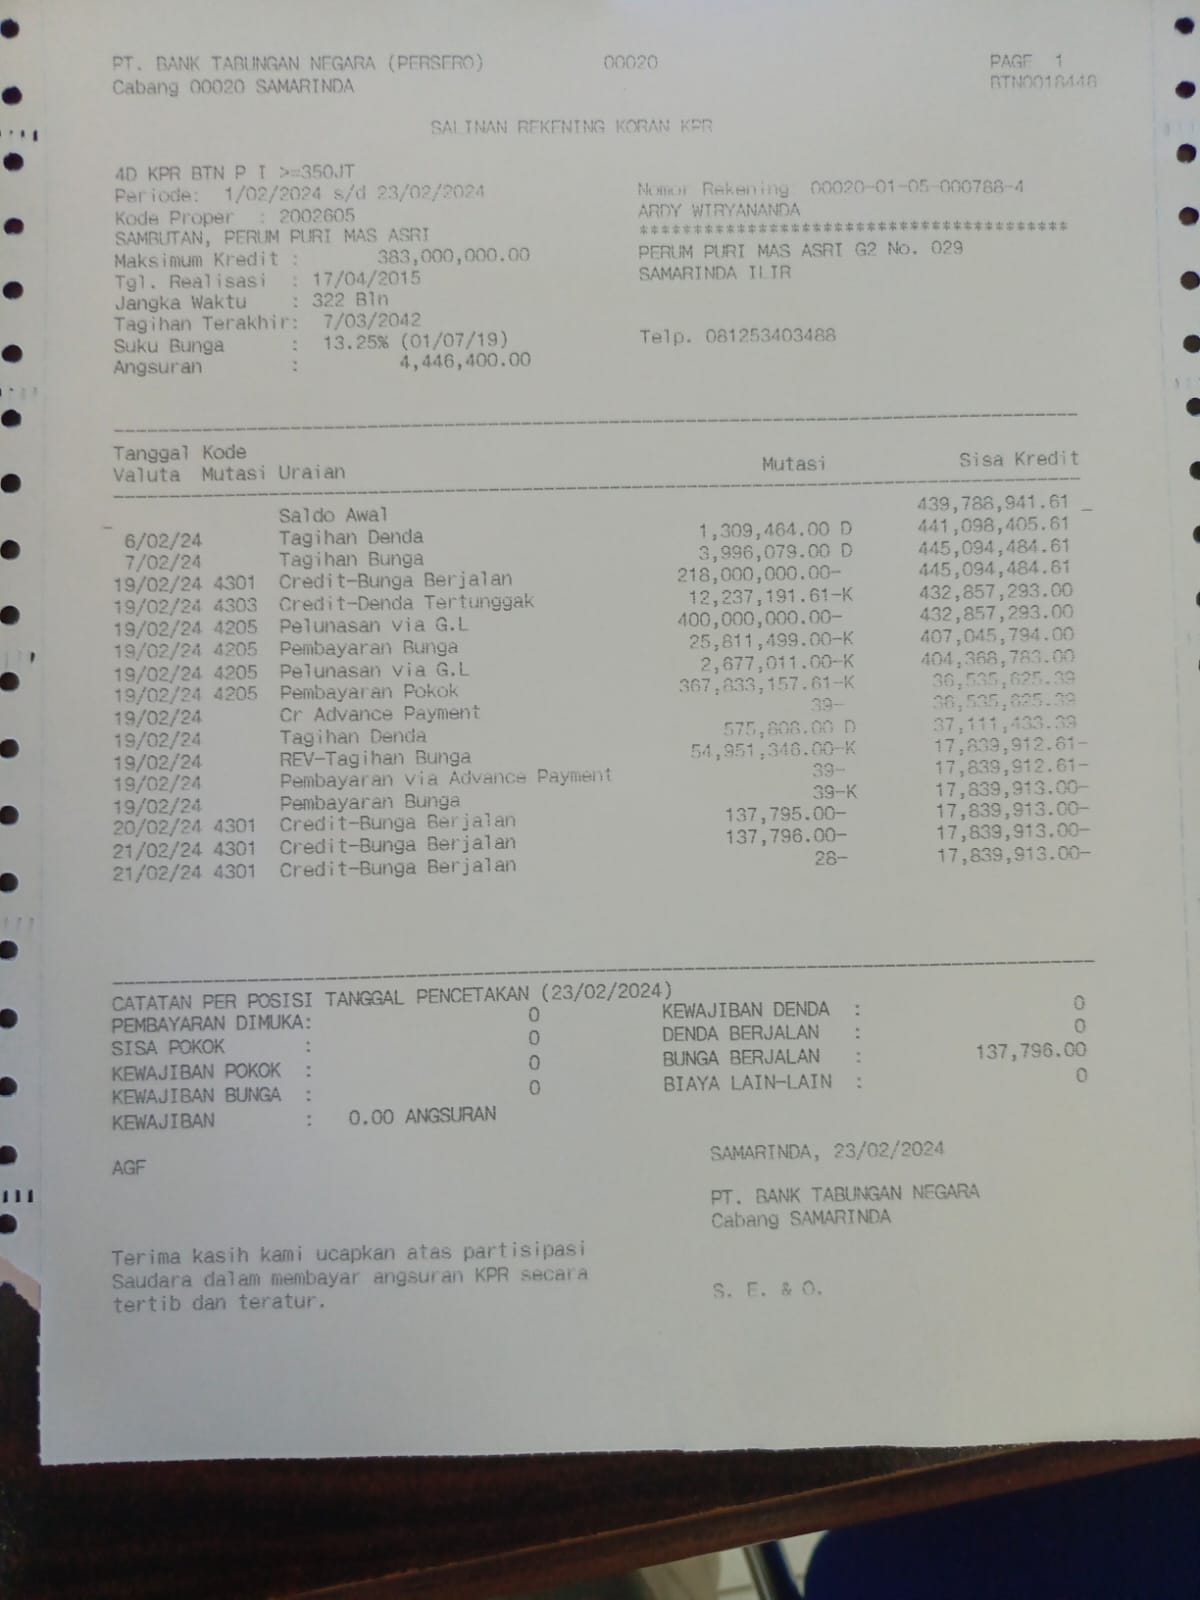 PT. BANK TABUNGAN NEGARA (PERSERO) 00020 PAGE 1
Cabang 00020 SAMARINDA BTN0018448
SALINAN REKENING KORAN KPR
4D KPR BTN P I >=350JT
Periode: 1/02/2024 s/d 23/02/2024 Nomor Rekening 00020-01-05-000788-4
Kode Proper : 2002605 ARDY WIRYANANDA
SAMBUTAN, PERUM PURI MAS ASRI ****************************************
Maksimum Kredit : 383,000,000.00 PERUM PURI MAS ASRI G2 No. 029
Tgl. Realisasi : 17/04/2015 SAMARINDA ILIR
Jangka Waktu : 322 Bln
Tagihan Terakhir: 7/03/2042
Suku Bunga : 13.25% (01/07/19) Telp. 081253403488
Angsuran : 4,446,400.00
Tanggal Kode
Valuta Mutasi Uraian Mutasi Sisa Kredit
Saldo Awal 439,788,941.61
6/02/24 Tagihan Denda 1,309,464.00 D 441,098,405.61
7/02/24 Tagihan Bunga 3,996,079.00 D 445,094,484.61
19/02/24 4301 Credit-Bunga Berjalan 218,000,000.00- 445,094,484.61
19/02/24 4303 Credit-Denda Tertunggak 12,237,191.61-K 432,857,293.00
19/02/24 4205 Pelunasan via G.L 400,000,000.00- 432,857,293.00
19/02/24 4205 Pembayaran Bunga 25,811,499.00-K 407,045,794.00
19/02/24 4205 Pelunasan via G.L 2,677,011.00-K 404,368,783.00
19/02/24 4205 Pembayaran Pokok 367,833,157.61-K 36,535,625.39
19/02/24 Cr Advance Payment 39- 36,535,625.39
19/02/24 Tagihan Denda 575,808.00 D 37,111,433.39
19/02/24 REV-Tagihan Bunga 54,951,346.00-K 17,839,912.61-
19/02/24 Pembayaran via Advance Payment 39- 17,839,912.61-
19/02/24 Pembayaran Bunga 39-K 17,839,913.00-
20/02/24 4301 Credit-Bunga Berjalan 137,795.00- 17,839,913.00-
21/02/24 4301 Credit-Bunga Berjalan 137,796.00- 17,839,913.00-
21/02/24 4301 Credit-Bunga Berjalan 28- 17,839,913.00-
CATATAN PER POSISI TANGGAL PENCETAKAN (23/02/2024)
PEMBAYARAN DIMUKA: 0 KEWAJIBAN DENDA : 0
SISA POKOK : 0 DENDA BERJALAN : 0
KEWAJIBAN POKOK : 0 BUNGA BERJALAN : 137,796.00
KEWAJIBAN BUNGA : 0 BIAYA LAIN-LAIN : 0
KEWAJIBAN : 0.00 ANGSURAN
SAMARINDA, 23/02/2024
AGF
PT. BANK TABUNGAN NEGARA
Cabang SAMARINDA
Terima kasih kami ucapkan atas partisipasi
Saudara dalam membayar angsuran KPR secara
tertib dan teratur.
S. E. & O.